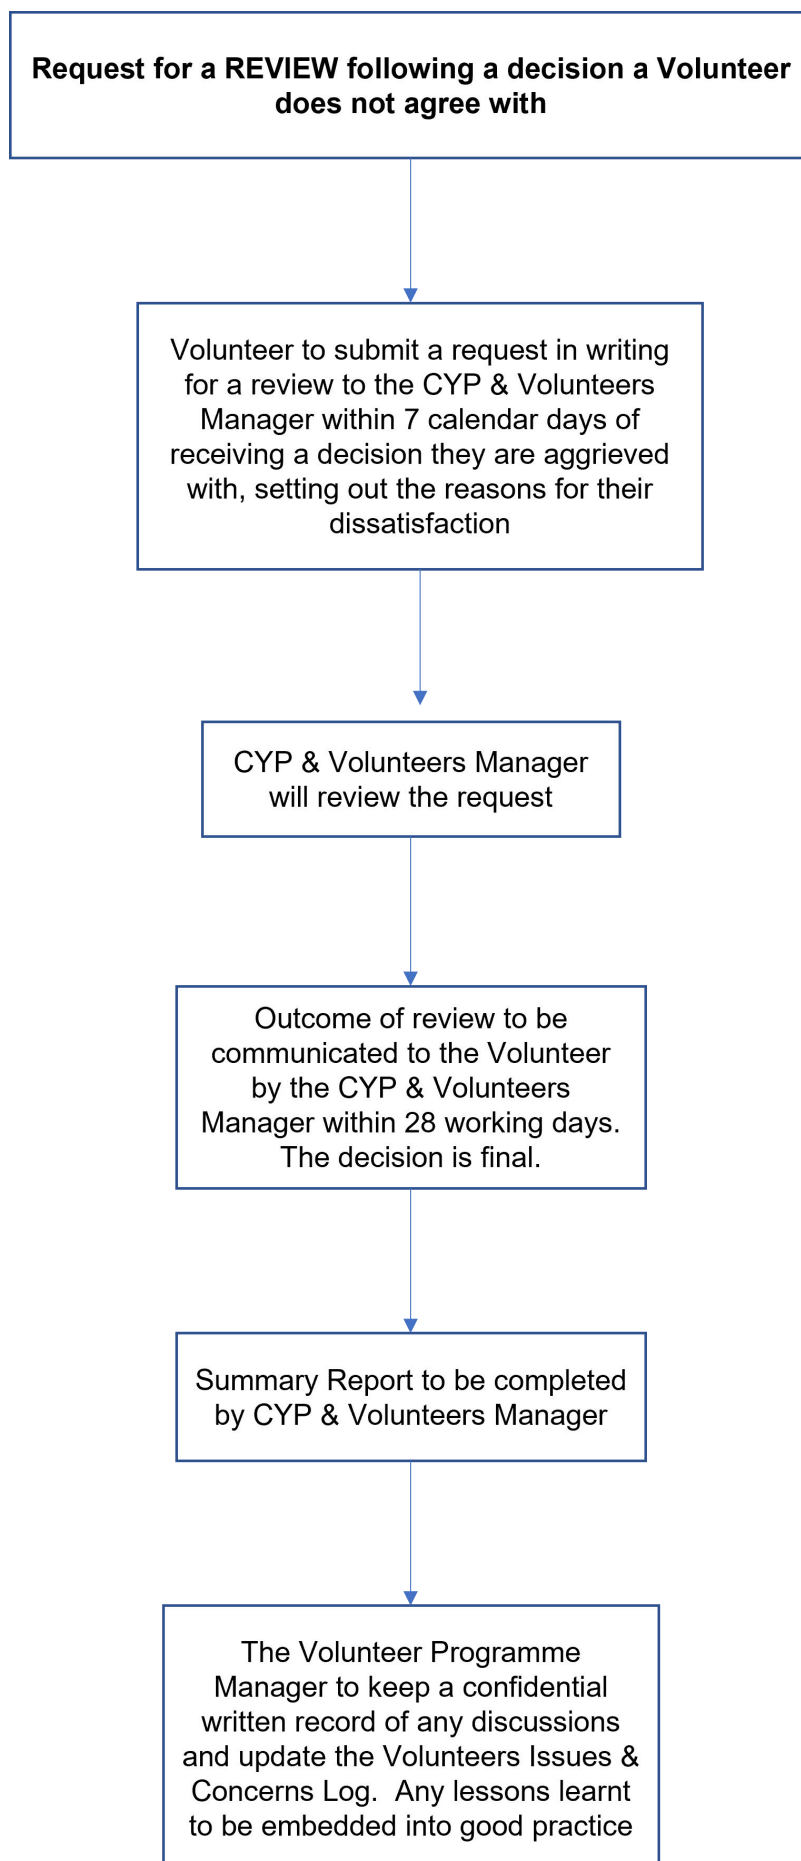 Request for a REVIEW following a decision a Volunteer
does not agree with
Volunteer to submit a request in writing
for a review to the CYP & Volunteers
Manager within 7 calendar days of
receiving a decision they are aggrieved
with, setting out the reasons for their
dissatisfaction
CYP & Volunteers Manager
will review the request
Outcome of review to be
communicated to the Volunteer
by the CYP & Volunteers
Manager within 28 working days.
The decision is final.
Summary Report to be completed
by CYP & Volunteers Manager
The Volunteer Programme
Manager to keep a confidential
written record of any discussions
and update the Volunteers Issues &
Concerns Log.  Any lessons learnt
to be embedded into good practice